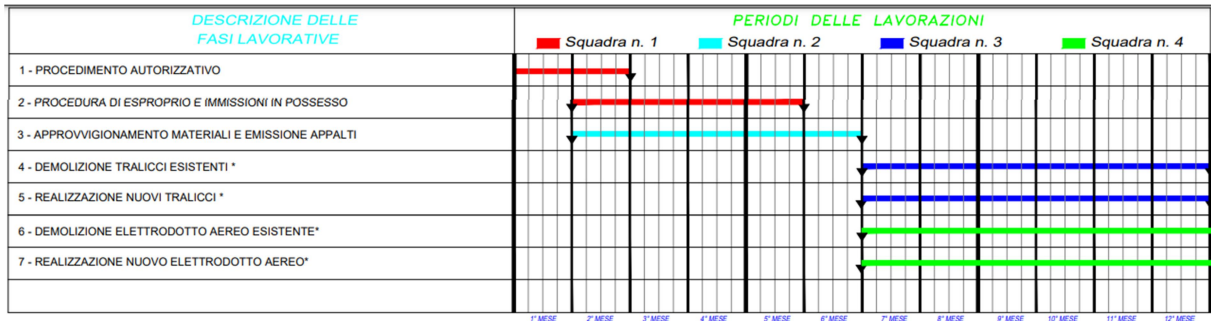 DESCRIZIONE DELLE
FASI LAVORATIVE
PERIODI DELLE LAVORAZIONI
Squadra n. 1 Squadra n. 2 Squadra n. 3 Squadra n. 4
1 - PROCEDIMENTO AUTORIZZATIVO
2 - PROCEDURA DI ESPROPRIO E IMMISSIONI IN POSSESSO
3 - APPROVVIGIONAMENTO MATERIALI E EMISSIONE APPALTI
4 - DEMOLIZIONE TRALICCI ESISTENTI *
5 - REALIZZAZIONE NUOVI TRALICCI *
6 - DEMOLIZIONE ELETTRODOTTO AEREO ESISTENTE*
7 - REALIZZAZIONE NUOVO ELETTRODOTTO AEREO*
1° MESE 2° MESE 3° MESE 4° MESE 5° MESE 6° MESE 7° MESE 8° MESE 9° MESE 10° MESE 11° MESE 12° MESE